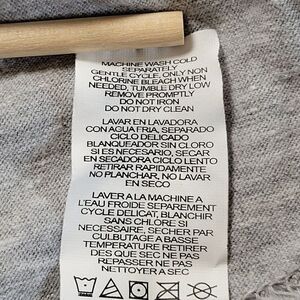 MACHINE WASH COLD
SEPARATELY
GENTLE CYCLE, ONLY NON
CHLORINE BLEACH WHEN
NEEDED, TUMBLE DRY LOW
REMOVE PROMPTLY
DO NOT IRON
DO NOT DRY CLEAN
LAVAR EN LAVADORA
CON AGUA FRIA, SEPARADO
CICLO DELICADO
BLANQUEADOR SIN CLORO
SI ES NECESARIO, SECAR
EN SECADORA CICLO LENTO
RETIRAR RAPIDAMENTE
NO PLANCHAR, NO LAVAR
EN SECO
LAVER A LA MACHINE A
L'EAU FROIDE SEPAREMENT
CYCLE DELICAT, BLANCHIR
SANS CHLORE SI
NECESSAIRE, SECHER PAR
CULBUTAGE A BASSE
TEMPERATURE RETIRER
DES QUE SEC NE PAS
REPASSER NE PAS
NETTOYER A SEC